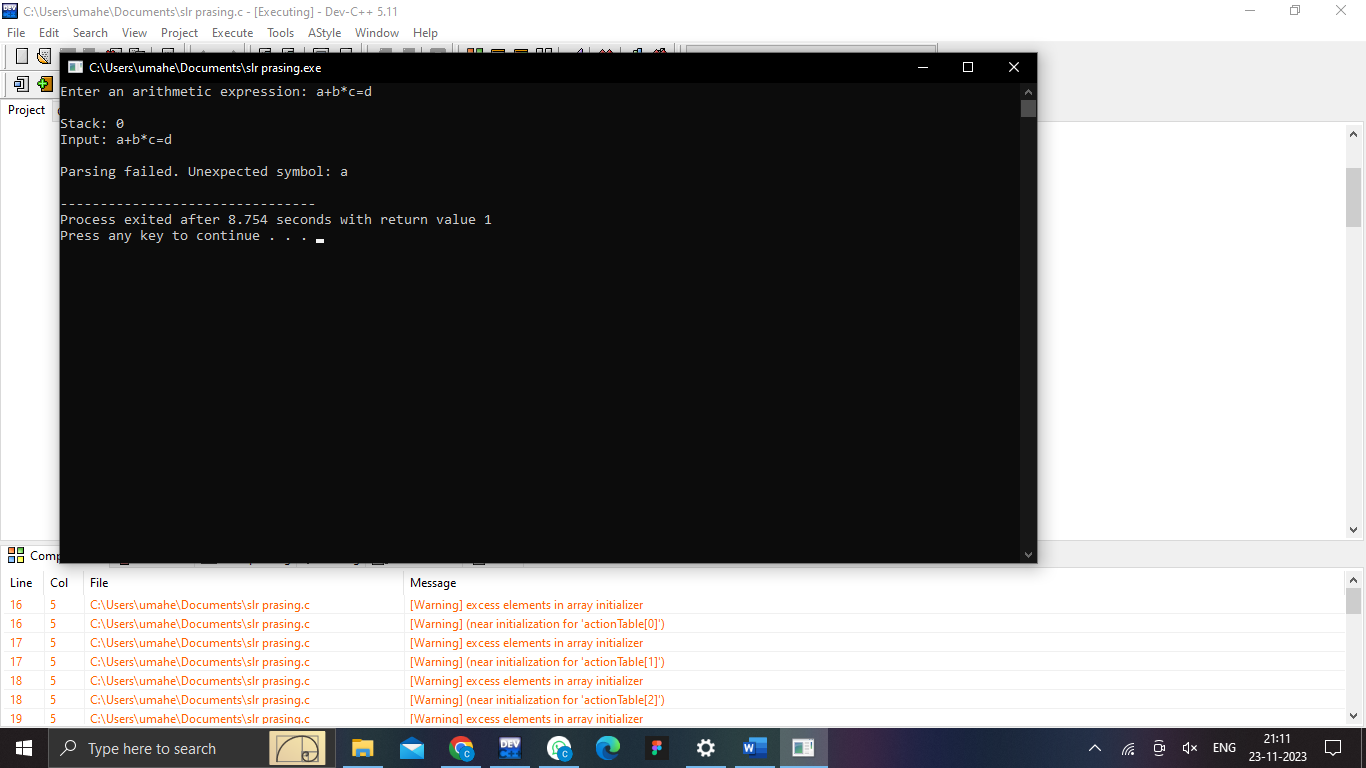 C:\Users\umahe\Documents\slr prasing.c - [Executing] - Dev-C++ 5.11
File Edit Search View Project Execute Tools AStyle Window Help
C:\Users\umahe\Documents\slr prasing.exe
Project
Enter an arithmetic expression: a+b*c=d
Stack: 0
Input: a+b*c=d
Parsing failed. Unexpected symbol: a
--------------------------------
Process exited after 8.754 seconds with return value 1
Press any key to continue . . .
Line Col File Message
16 5 C:\Users\umahe\Documents\slr prasing.c [Warning] excess elements in array initializer
16 5 C:\Users\umahe\Documents\slr prasing.c [Warning] (near initialization for 'actionTable[0]')
17 5 C:\Users\umahe\Documents\slr prasing.c [Warning] excess elements in array initializer
17 5 C:\Users\umahe\Documents\slr prasing.c [Warning] (near initialization for 'actionTable[1]')
18 5 C:\Users\umahe\Documents\slr prasing.c [Warning] excess elements in array initializer
18 5 C:\Users\umahe\Documents\slr prasing.c [Warning] (near initialization for 'actionTable[2]')
19 5 C:\Users\umahe\Documents\slr prasing.c [Warning] excess elements in array initializer
Type here to search
DEV
ENG
21:11
23-11-2023